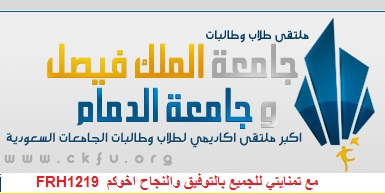 ملتقى طلاب وطالبات
جامعة الملك فيصل
و جامعة الدمام
اكبر ملتقى اكاديمي لطلاب وطالبات الجامعات السعودية
www.ckfu.org
مع تمنايتي للجميع بالتوفيق والنجاح اخوكم FRH1219